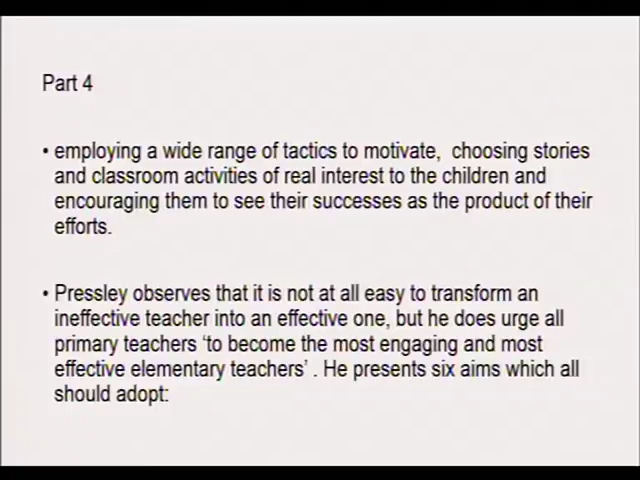 Part 4
• employing a wide range of tactics to motivate, choosing stories
and classroom activities of real interest to the children and
encouraging them to see their successes as the product of their
efforts.
• Pressley observes that it is not at all easy to transform an
ineffective teacher into an effective one, but he does urge all
primary teachers ‘to become the most engaging and most
effective elementary teachers’ . He presents six aims which all
should adopt: